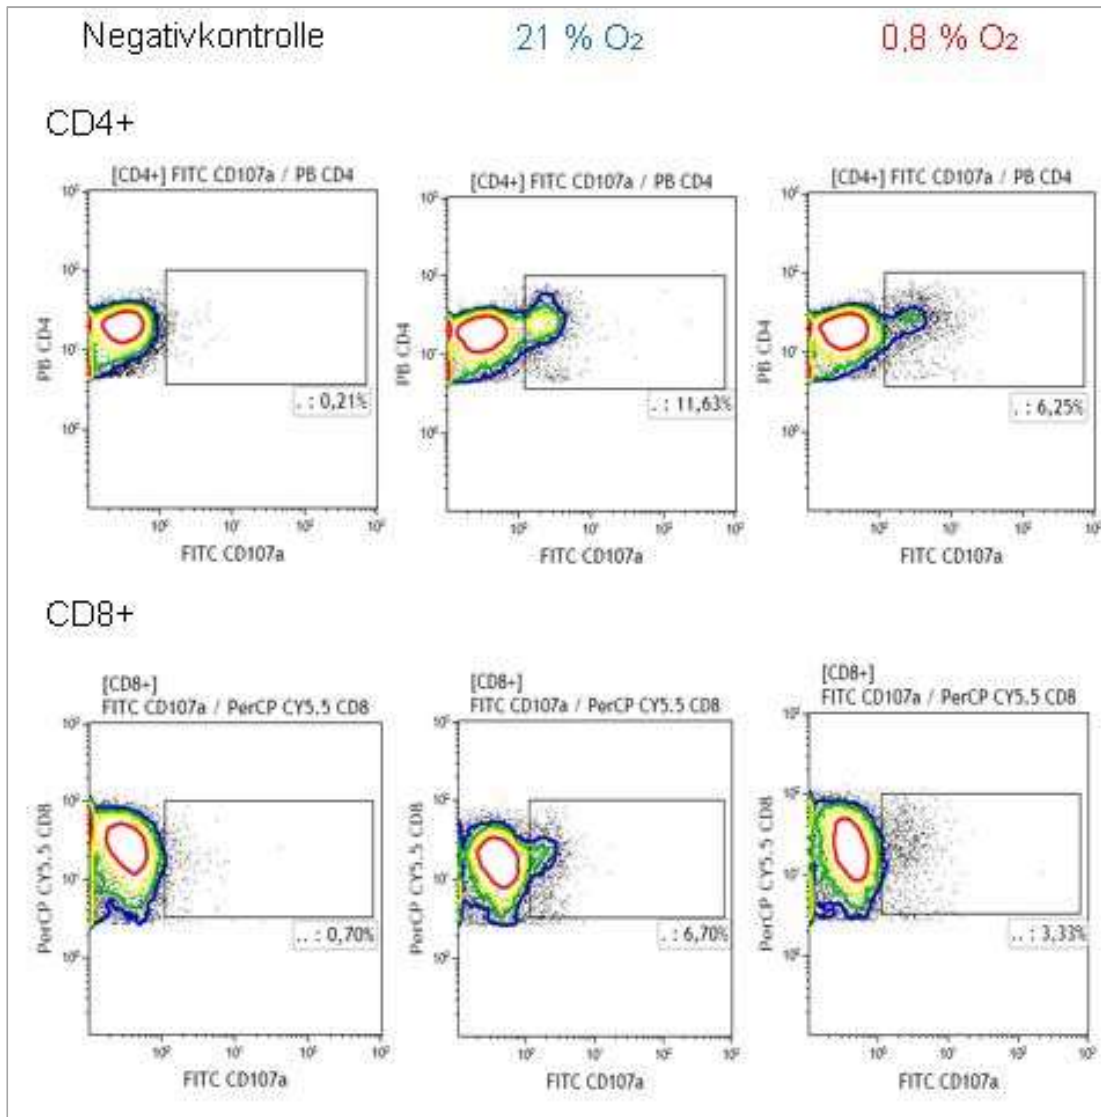 Negativkontrolle 21 % O₂ 0,8 % O₂
CD4+
[CD4+] FITC CD107a / PB CD4 [CD4+] FITC CD107a / PB CD4 [CD4+] FITC CD107a / PB CD4
PB CD4 PB CD4 PB CD4
. : 0,21% . : 11,63% . : 6,25%
FITC CD107a FITC CD107a FITC CD107a
CD8+
[CD8+] [CD8+] [CD8+]
FITC CD107a / PerCP CY5.5 CD8 FITC CD107a / PerCP CY5.5 CD8 FITC CD107a / PerCP CY5.5 CD8
PerCP CY5.5 CD8 PerCP CY5.5 CD8 PerCP CY5.5 CD8
.. : 0,70% . : 6,70% .. : 3,33%
FITC CD107a FITC CD107a FITC CD107a